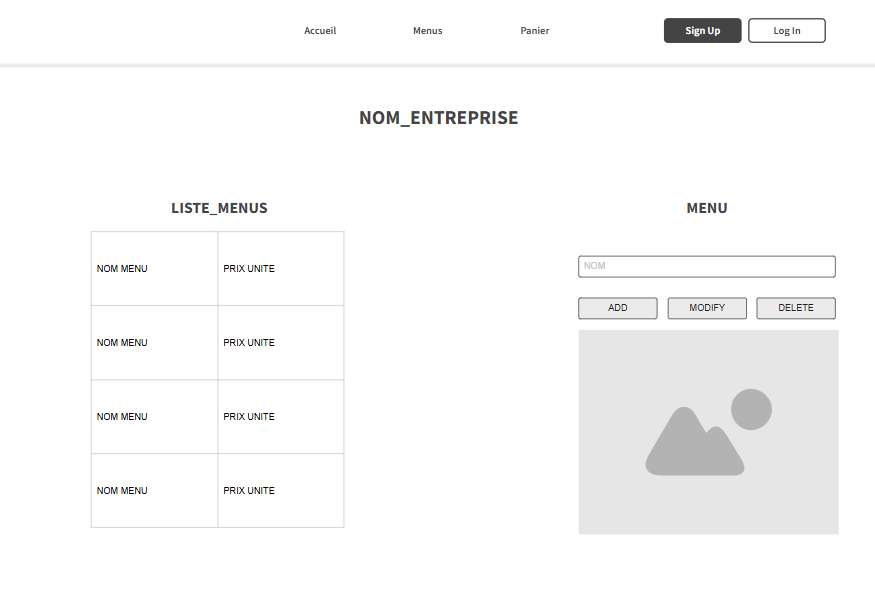 Accueil Menus Panier Sign Up Log In
NOM_ENTREPRISE
LISTE_MENUS
NOM MENU PRIX UNITE
NOM MENU PRIX UNITE
NOM MENU PRIX UNITE
NOM MENU PRIX UNITE
MENU
NOM
ADD MODIFY DELETE